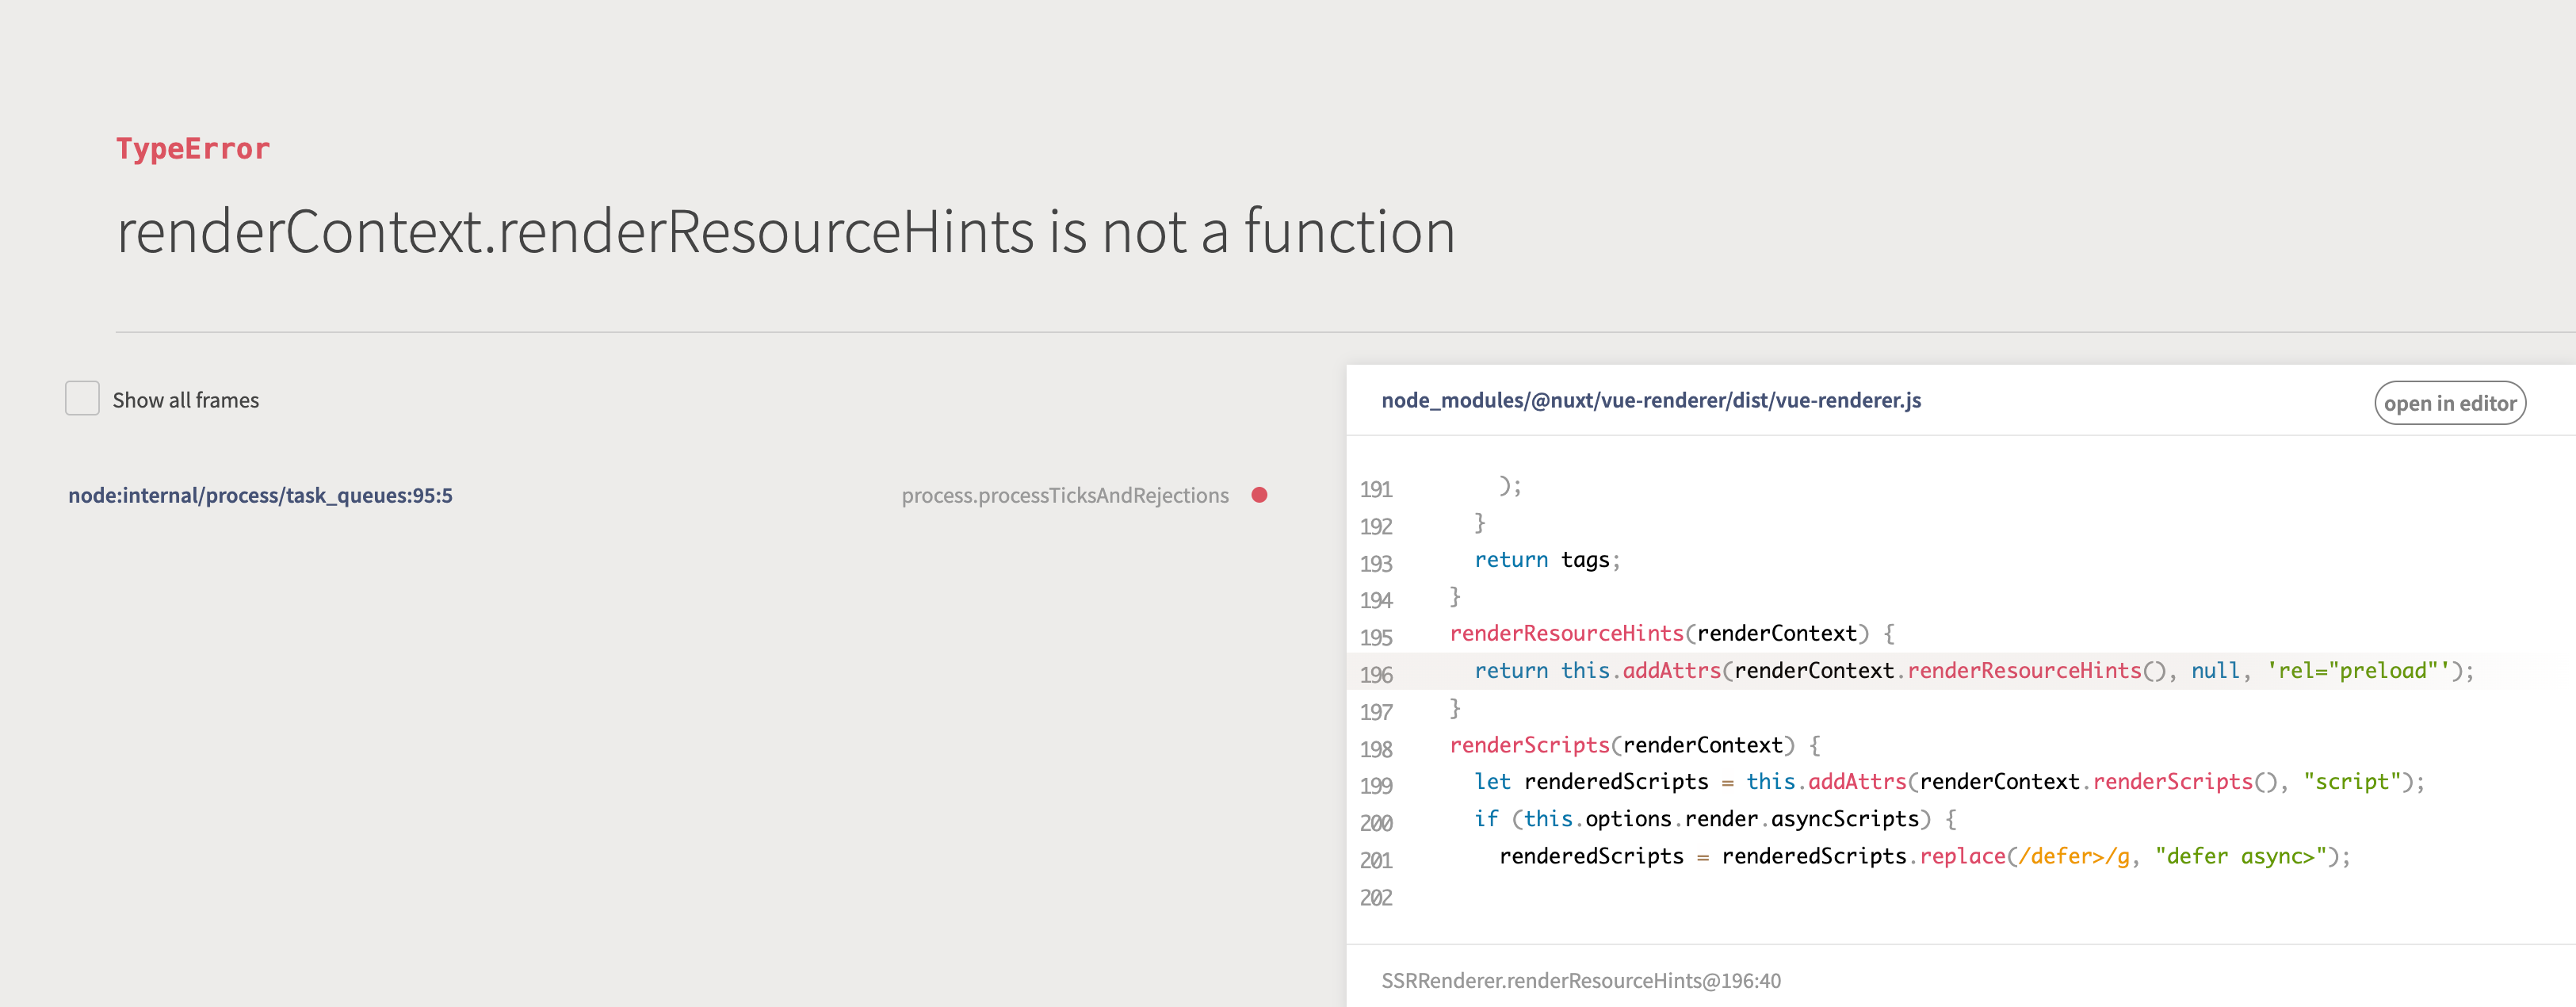 TypeError
renderContext.renderResourceHints is not a function
Show all frames
node:internal/process/task_queues:95:5 process.processTicksAndRejections
node_modules/@nuxt/vue-renderer/dist/vue-renderer.js open in editor
191 );
192 }
193 return tags;
194 }
195 renderResourceHints(renderContext) {
196 return this.addAttrs(renderContext.renderResourceHints(), null, 'rel="preload"');
197 }
198 renderScripts(renderContext) {
199 let renderedScripts = this.addAttrs(renderContext.renderScripts(), "script");
200 if (this.options.render.asyncScripts) {
201 renderedScripts = renderedScripts.replace(/defer>/g, "defer async>");
202
SSRRenderer.renderResourceHints@196:40